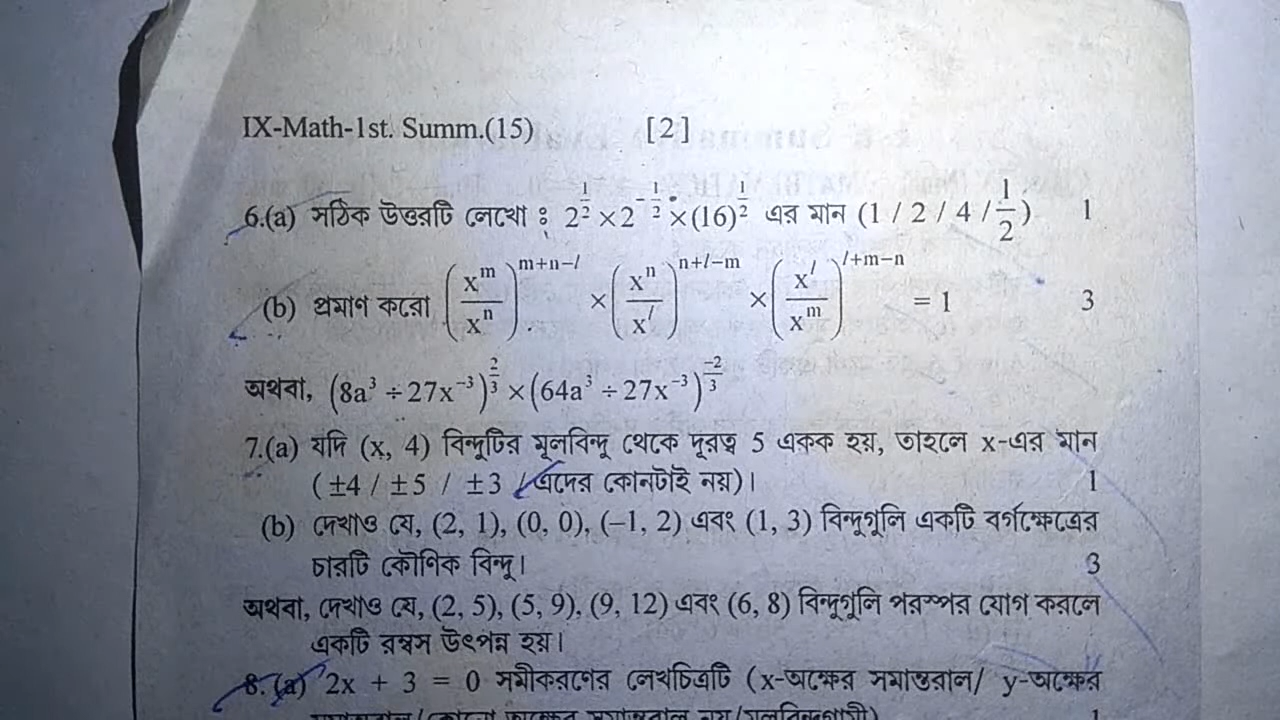 IX-Math-1st. Summ.(15) [2]
6.(a) সঠিক উত্তরটি লেখো ঃ 2^{1/2} × 2^{-1/2} × (16)^{1/2} এর মান (1 / 2 / 4 / 1/2) 1
(b) প্রমাণ করো (x^m/x^n)^{m+n−l} × (x^n/x^l)^{n+l−m} × (x^l/x^m)^{l+m−n} = 1 3
অথবা, (8a³ ÷ 27x⁻³)^{2/3} × (64a³ ÷ 27x⁻³)^{-2/3}
7.(a) যদি (x, 4) বিন্দুটির মূলবিন্দু থেকে দূরত্ব 5 একক হয়, তাহলে x-এর মান
( ±4 / ±5 / ±3 / এদের কোনটাই নয়)। 1
(b) দেখাও যে, (2, 1), (0, 0), (−1, 2) এবং (1, 3) বিন্দুগুলি একটি বর্গক্ষেত্রের
চারটি কৌণিক বিন্দু। 3
অথবা, দেখাও যে, (2, 5), (5, 9), (9, 12) এবং (6, 8) বিন্দুগুলি পরস্পর যোগ করলে
একটি রম্বস উৎপন্ন হয়।
8.(a) 2x + 3 = 0 সমীকরণের লেখচিত্রটি (x-অক্ষের সমান্তরাল/ y-অক্ষের